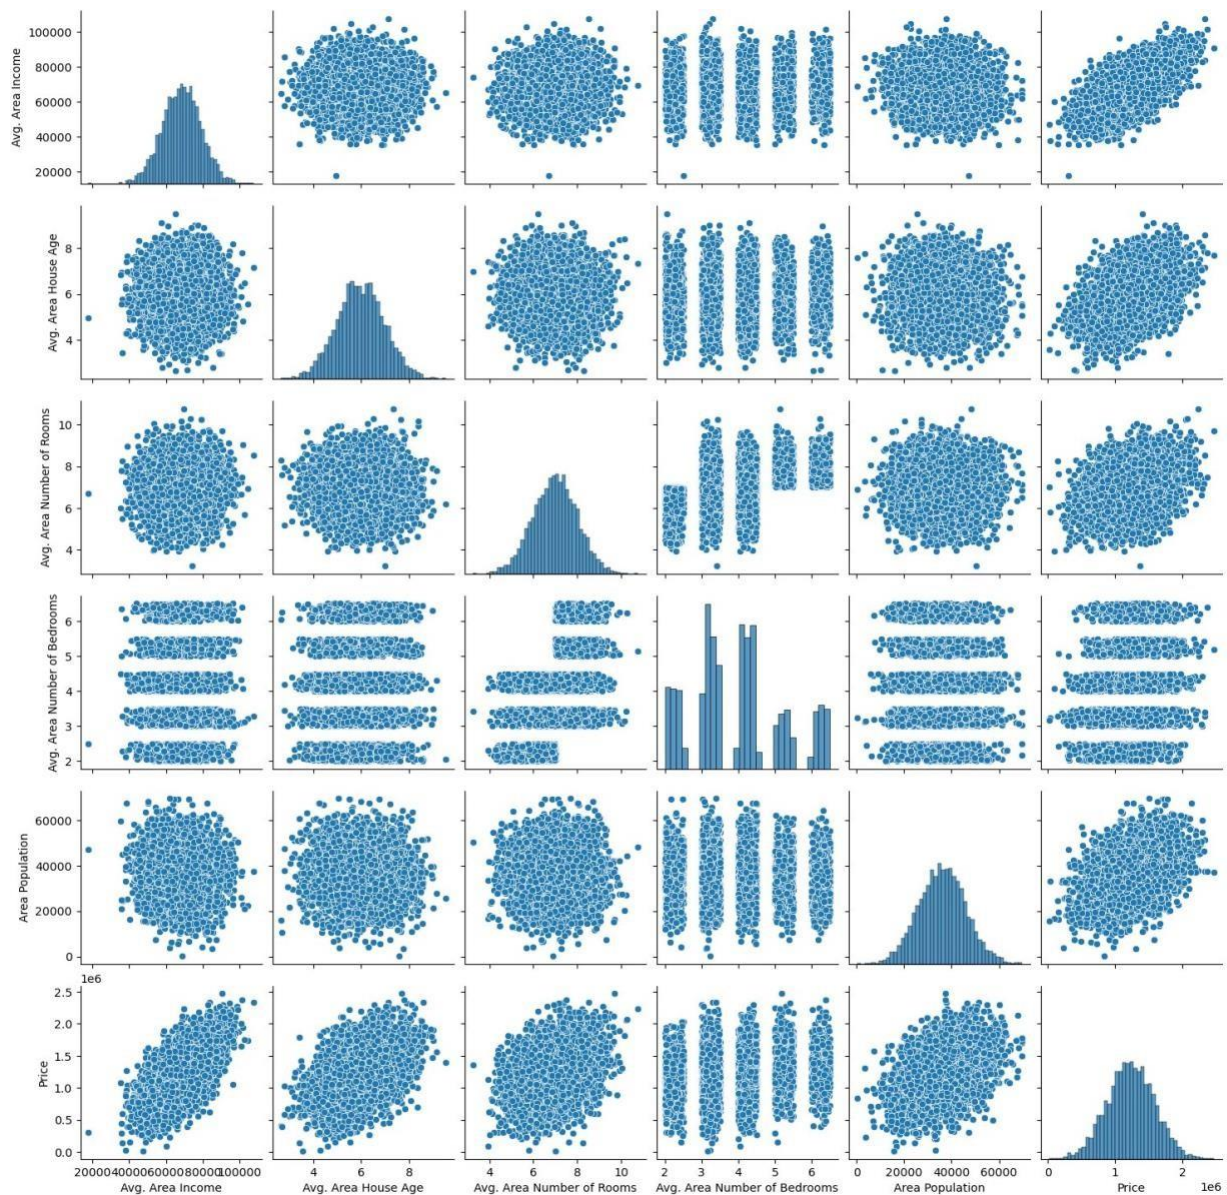 Avg. Area Income
100000
80000
60000
40000
20000
Avg. Area House Age
8
6
4
Avg. Area Number of Rooms
10
8
6
4
Avg. Area Number of Bedrooms
6
5
4
3
2
Area Population
60000
40000
20000
0
1e6
Price
2.5
2.0
1.5
1.0
0.5
0.0
20000 40000 60000 80000 100000
Avg. Area Income
4 6 8
Avg. Area House Age
4 6 8 10
Avg. Area Number of Rooms
2 3 4 5 6
Avg. Area Number of Bedrooms
0 20000 40000 60000
Area Population
0 1 2
Price
1e6